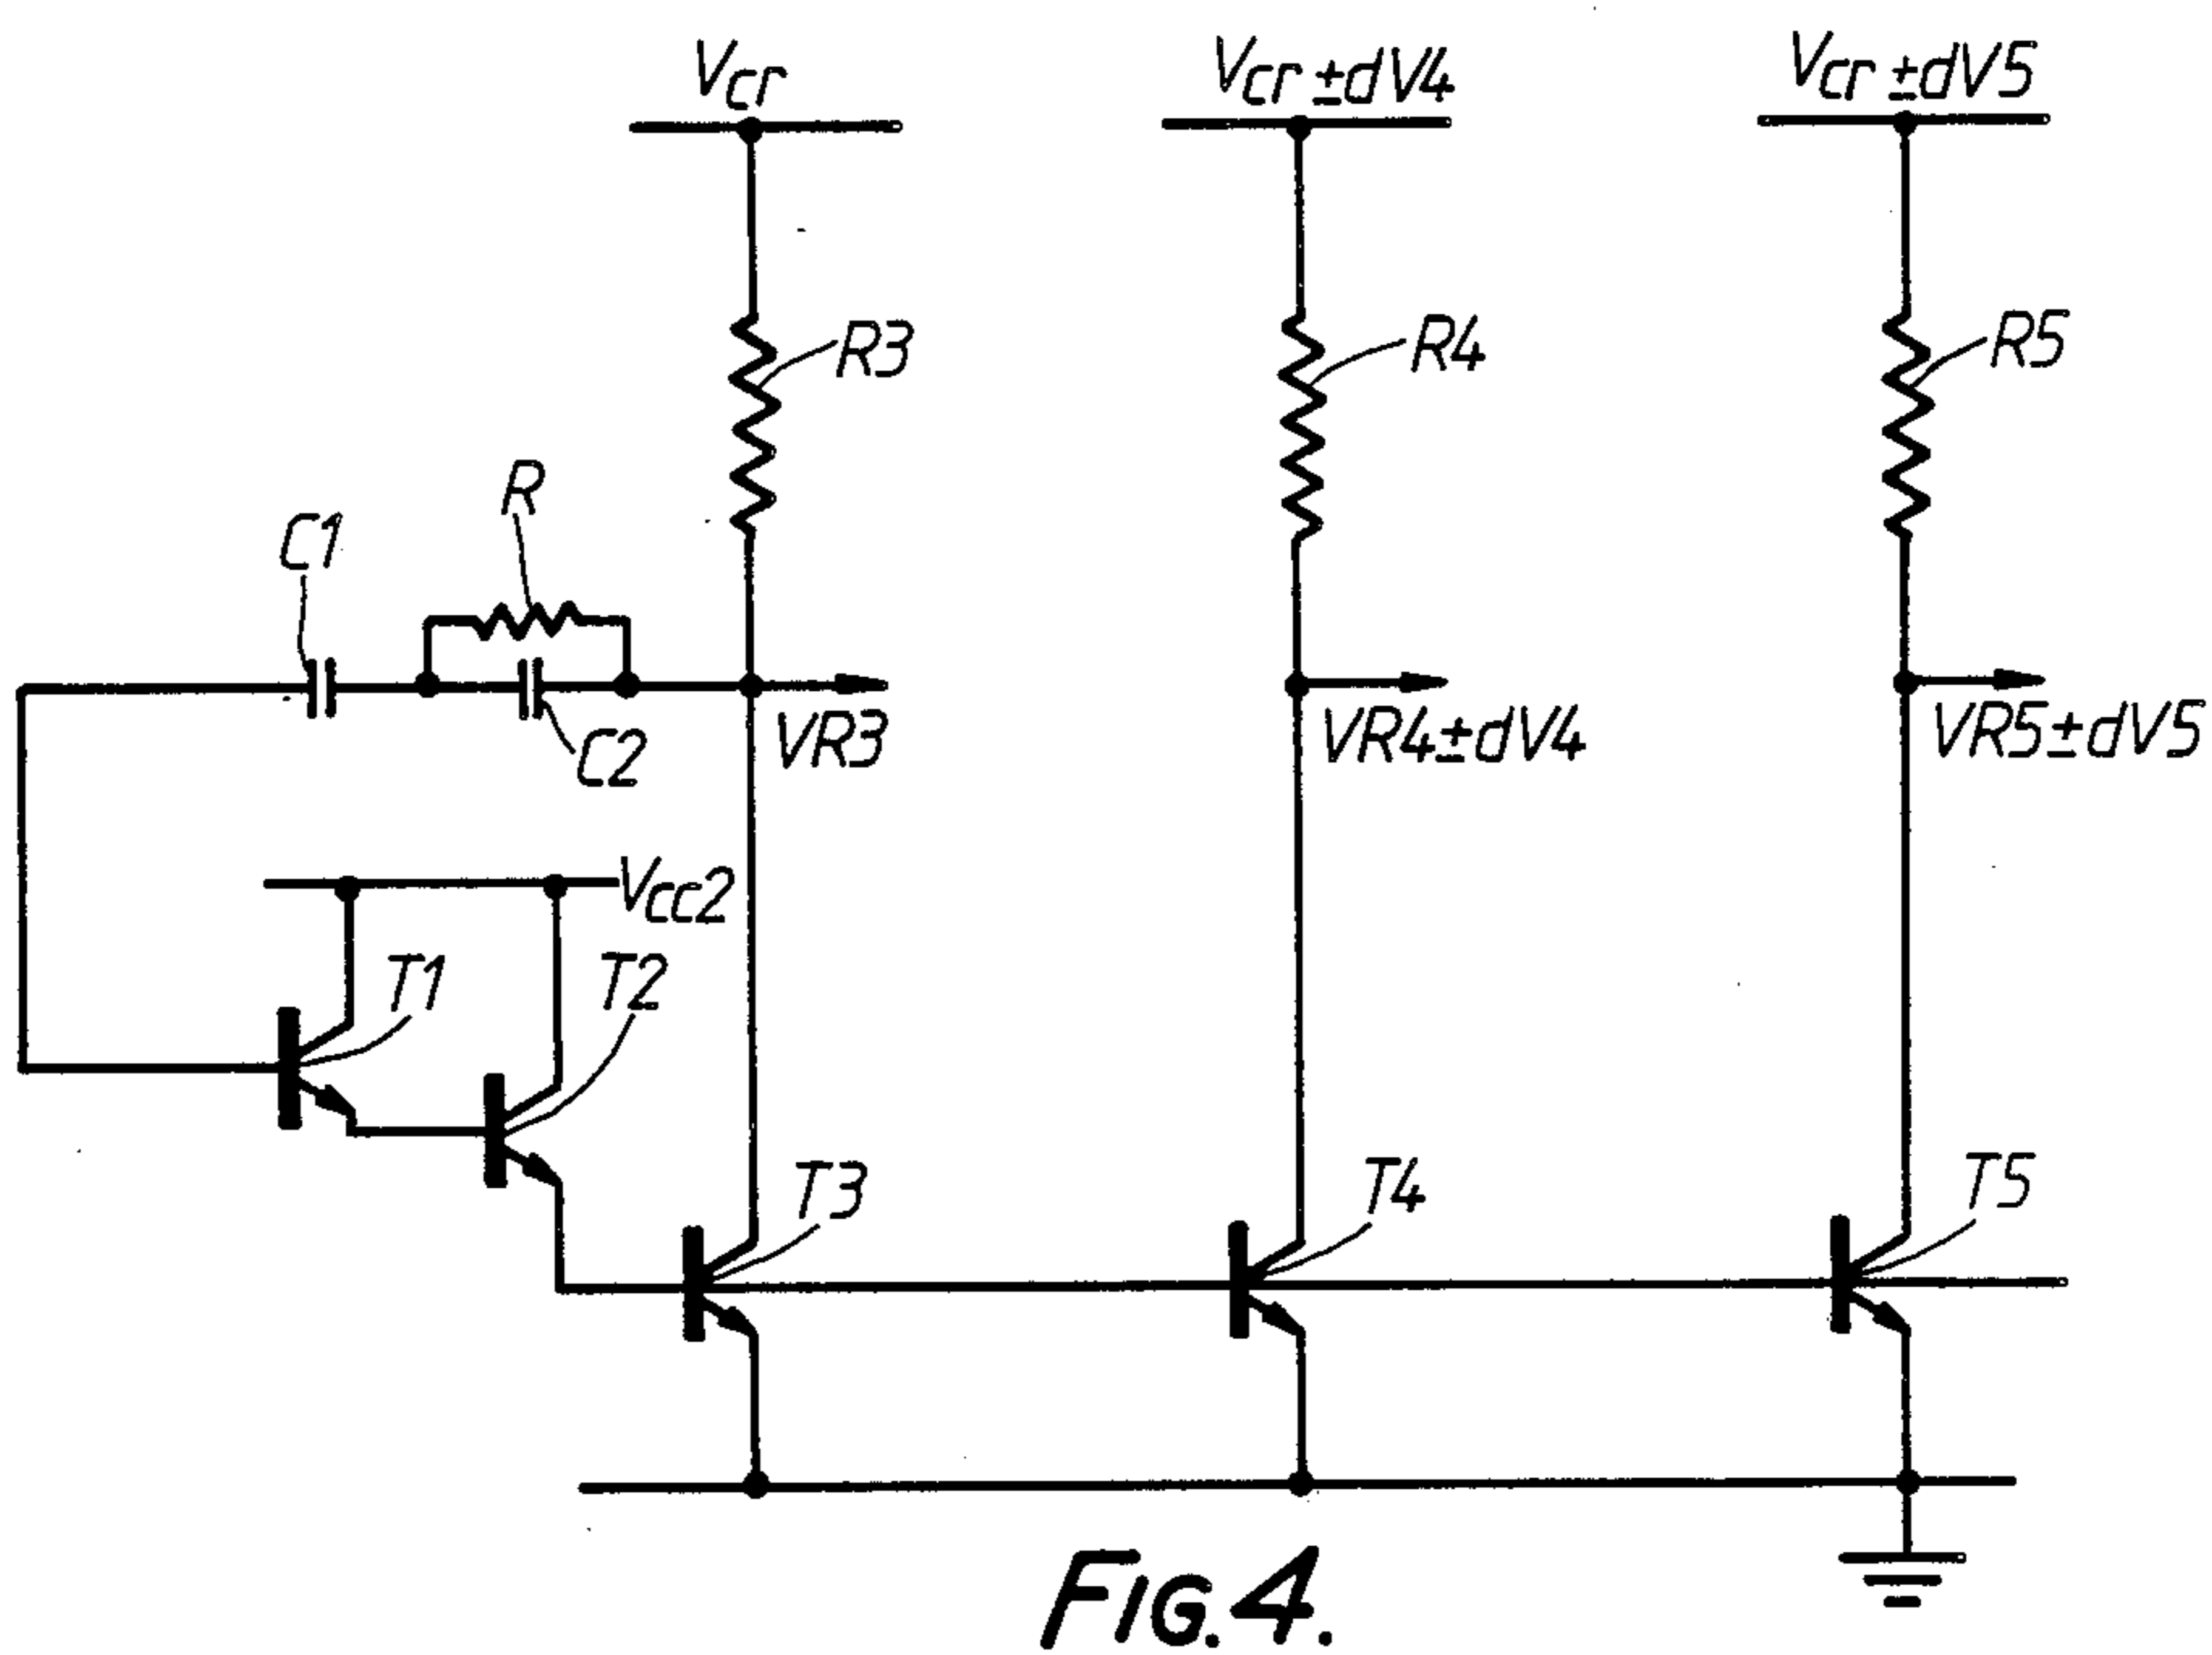 Vcr
Vcr ±dV4
Vcr ±dV5
R3
R4
R5
R
C1
C2
VR3
VR4±dV4
VR5±dV5
Vcc2
T1
T2
T3
T4
T5
FIG.4.